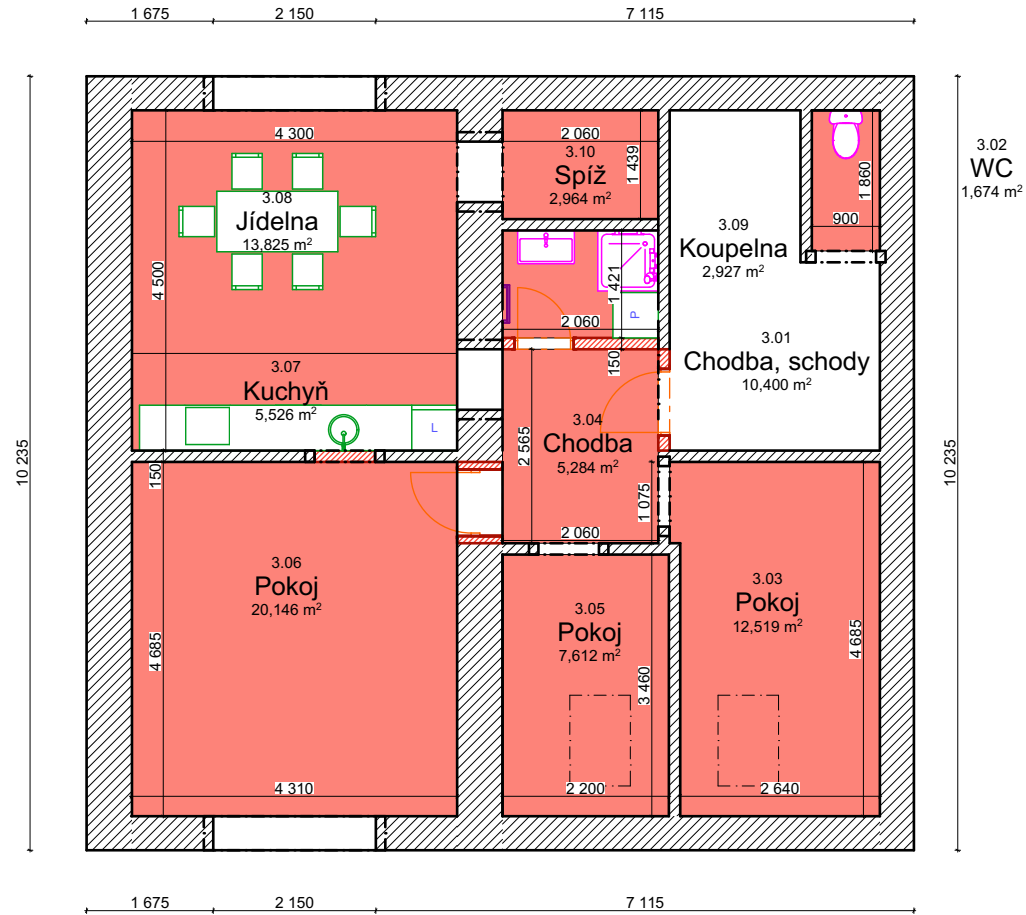 1 675
2 150
7 115
10 235
10 235
4 300
3.08
Jídelna
13,825 m²
4 500
2 060
3.10
Spíž
2,964 m²
1 439
3.09
Koupelna
2,927 m²
1 860
900
3.02
WC
1,674 m²
1 421
P
2 060
150
3.01
Chodba, schody
10,400 m²
3.07
Kuchyň
5,526 m²
L
3.04
Chodba
5,284 m²
2 565
1 075
2 060
150
3.06
Pokoj
20,146 m²
4 685
4 310
3.05
Pokoj
7,612 m²
3 460
2 200
3.03
Pokoj
12,519 m²
4 685
2 640
1 675
2 150
7 115